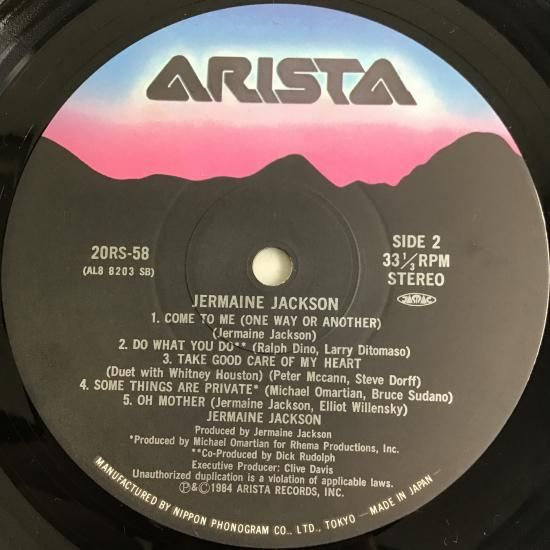 ARISTA
20RS-58
(AL8 8203 SB)
SIDE 2
33 1/3 RPM
STEREO
JASRAC
JERMAINE JACKSON
1. COME TO ME (ONE WAY OR ANOTHER)
(Jermaine Jackson)
2. DO WHAT YOU DO** (Ralph Dino, Larry Ditomaso)
3. TAKE GOOD CARE OF MY HEART
(Duet with Whitney Houston) (Peter Mccann, Steve Dorff)
4. SOME THINGS ARE PRIVATE* (Michael Omartian, Bruce Sudano)
5. OH MOTHER (Jermaine Jackson, Elliot Willensky)
JERMAINE JACKSON
Produced by Jermaine Jackson
*Produced by Michael Omartian for Rhema Productions, Inc.
**Co-Produced by Dick Rudolph
Executive Producer: Clive Davis
Unauthorized duplication is a violation of applicable laws.
℗&©1984 ARISTA RECORDS, INC.
MANUFACTURED BY NIPPON PHONOGRAM CO., LTD., TOKYO — MADE IN JAPAN —